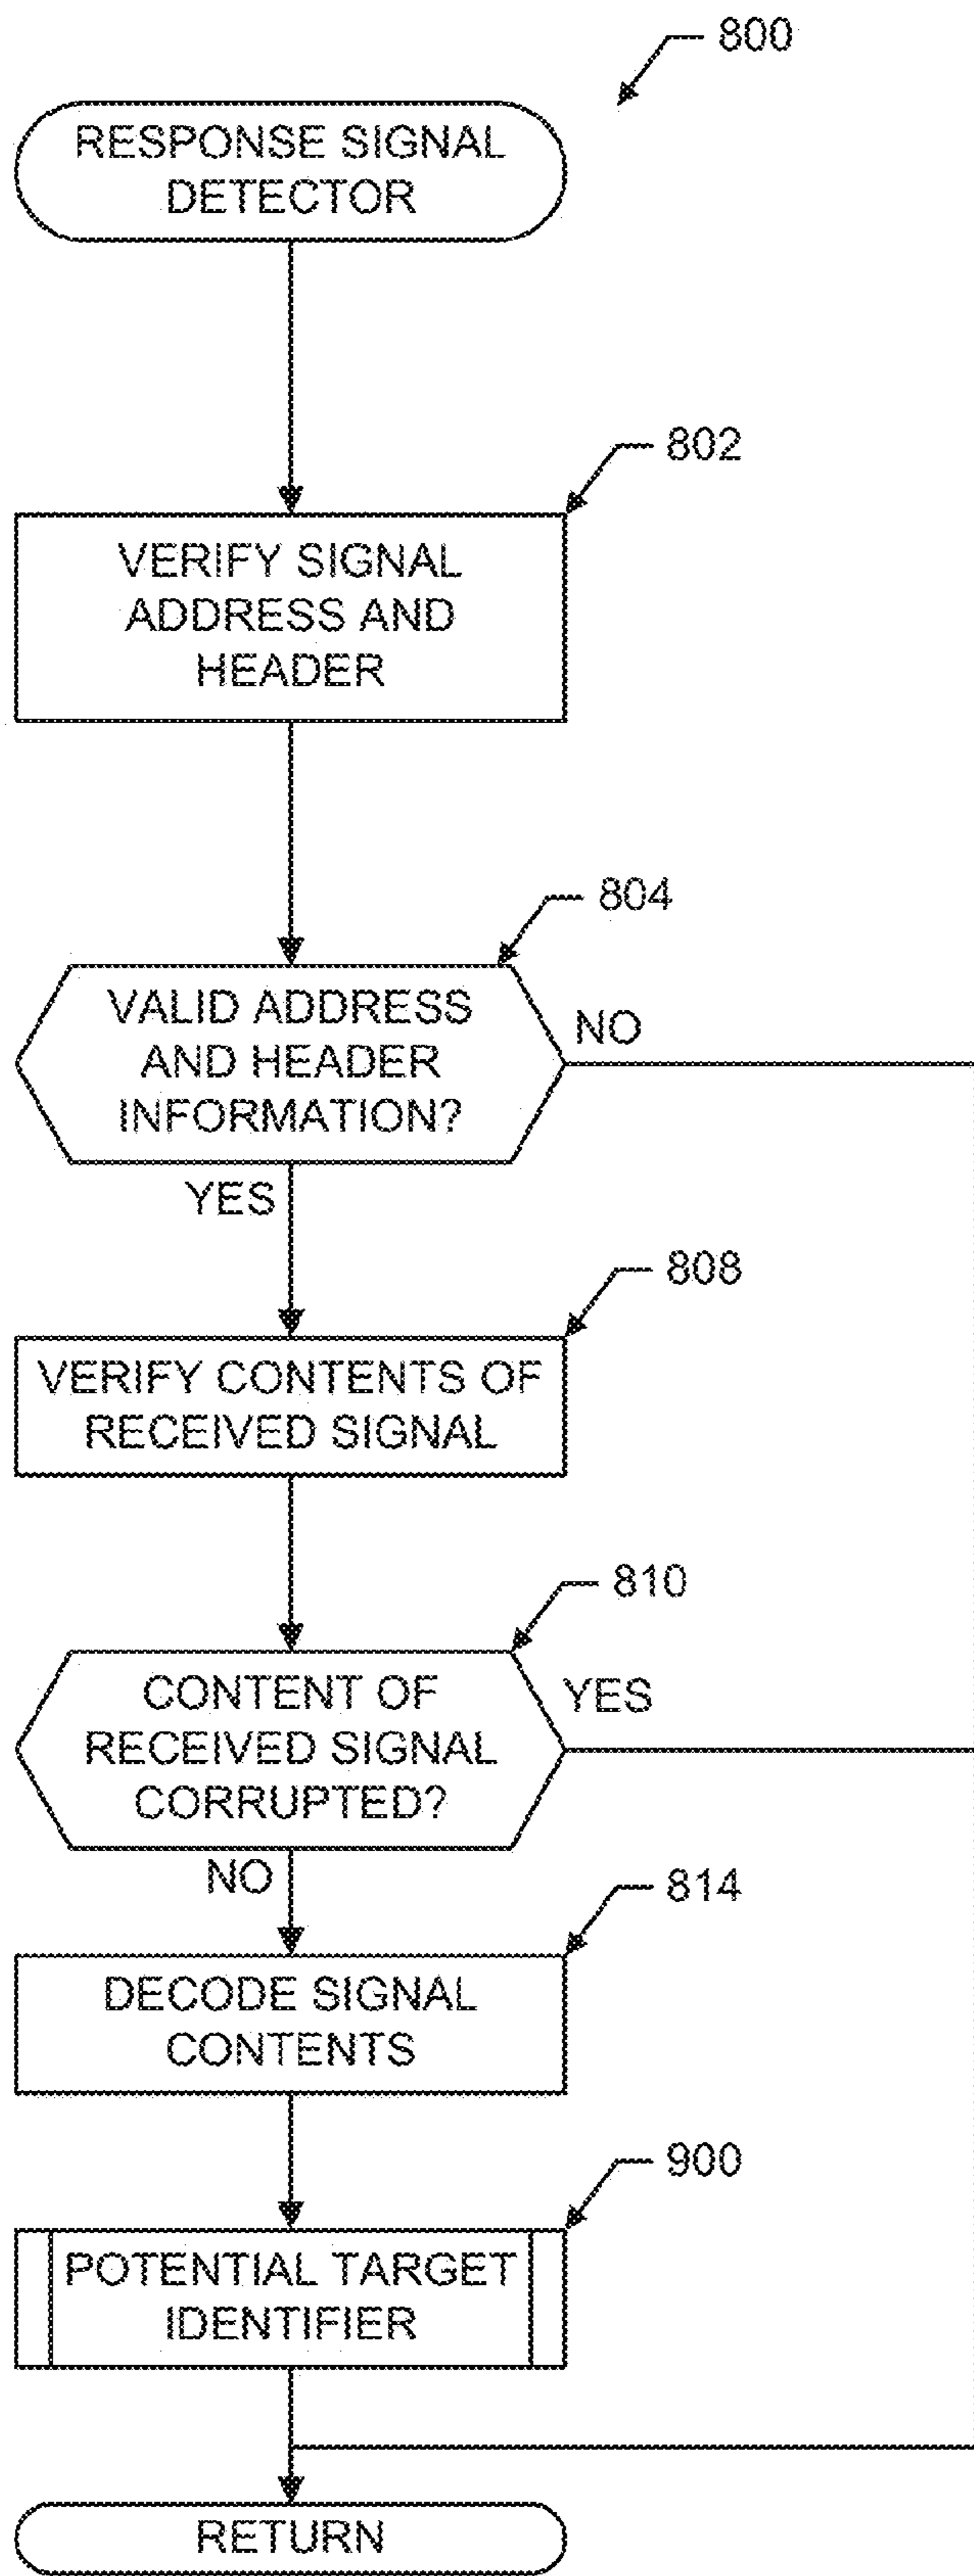 800
RESPONSE SIGNAL
DETECTOR
802
VERIFY SIGNAL
ADDRESS AND
HEADER
804
VALID ADDRESS
AND HEADER
INFORMATION?
NO
YES
808
VERIFY CONTENTS OF
RECEIVED SIGNAL
810
CONTENT OF
RECEIVED SIGNAL
CORRUPTED?
YES
NO
814
DECODE SIGNAL
CONTENTS
900
POTENTIAL TARGET
IDENTIFIER
RETURN